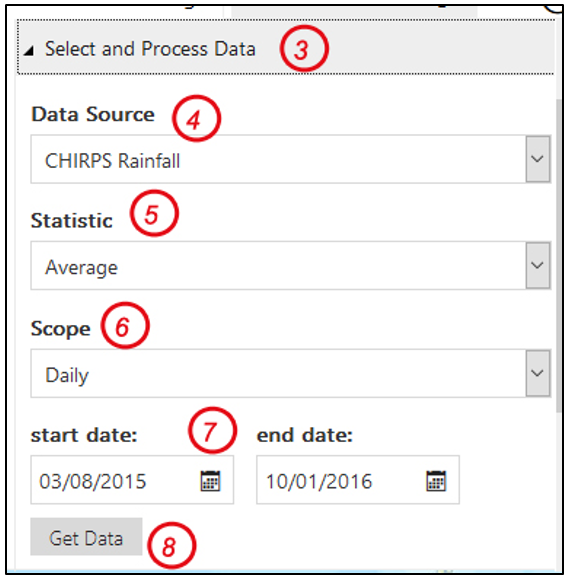 Select and Process Data 3
Data Source 4
CHIRPS Rainfall
Statistic 5
Average
Scope 6
Daily
start date: 7 end date:
03/08/2015 10/01/2016
Get Data 8